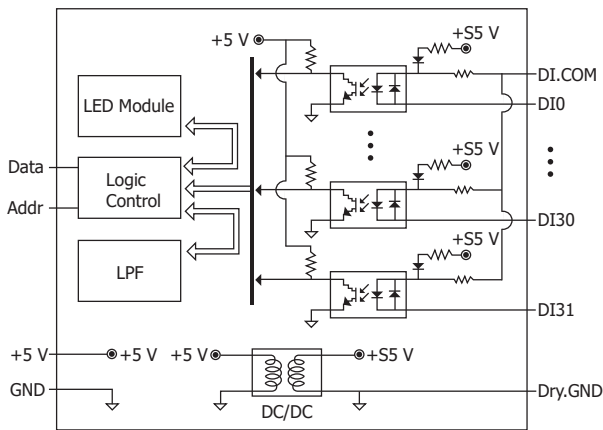 +5 V
+S5 V
DI.COM
LED Module
DI0
Data
Logic
Control
+S5 V
Addr
DI30
LPF
+S5 V
DI31
+5 V
+5 V
+5 V
+S5 V
GND
DC/DC
Dry.GND